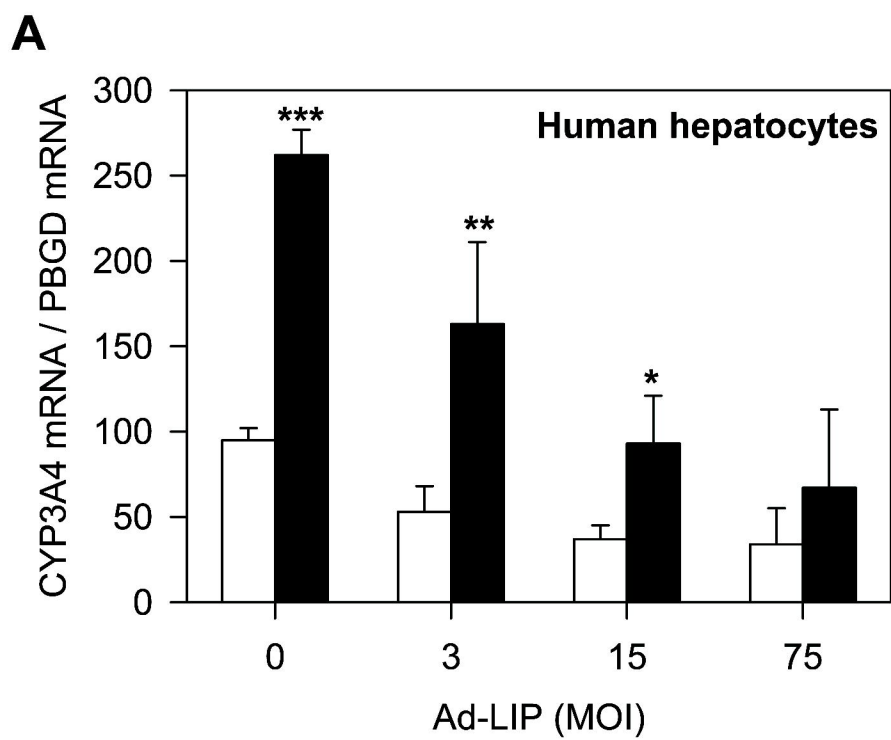 A
CYP3A4 mRNA / PBGD mRNA
300
250
200
150
100
50
0
Human hepatocytes
***
**
*
0 3 15 75
Ad-LIP (MOI)